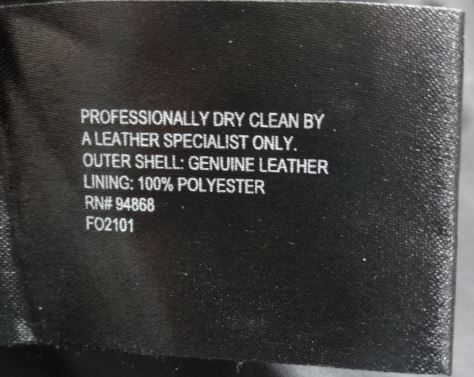 PROFESSIONALLY DRY CLEAN BY
A LEATHER SPECIALIST ONLY.
OUTER SHELL: GENUINE LEATHER
LINING: 100% POLYESTER
RN# 94868
FO2101